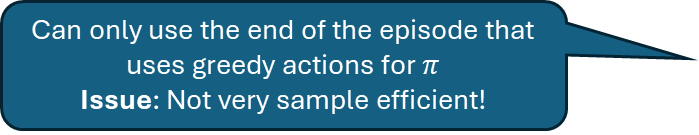 Can only use the end of the episode that
uses greedy actions for π
Issue: Not very sample efficient!